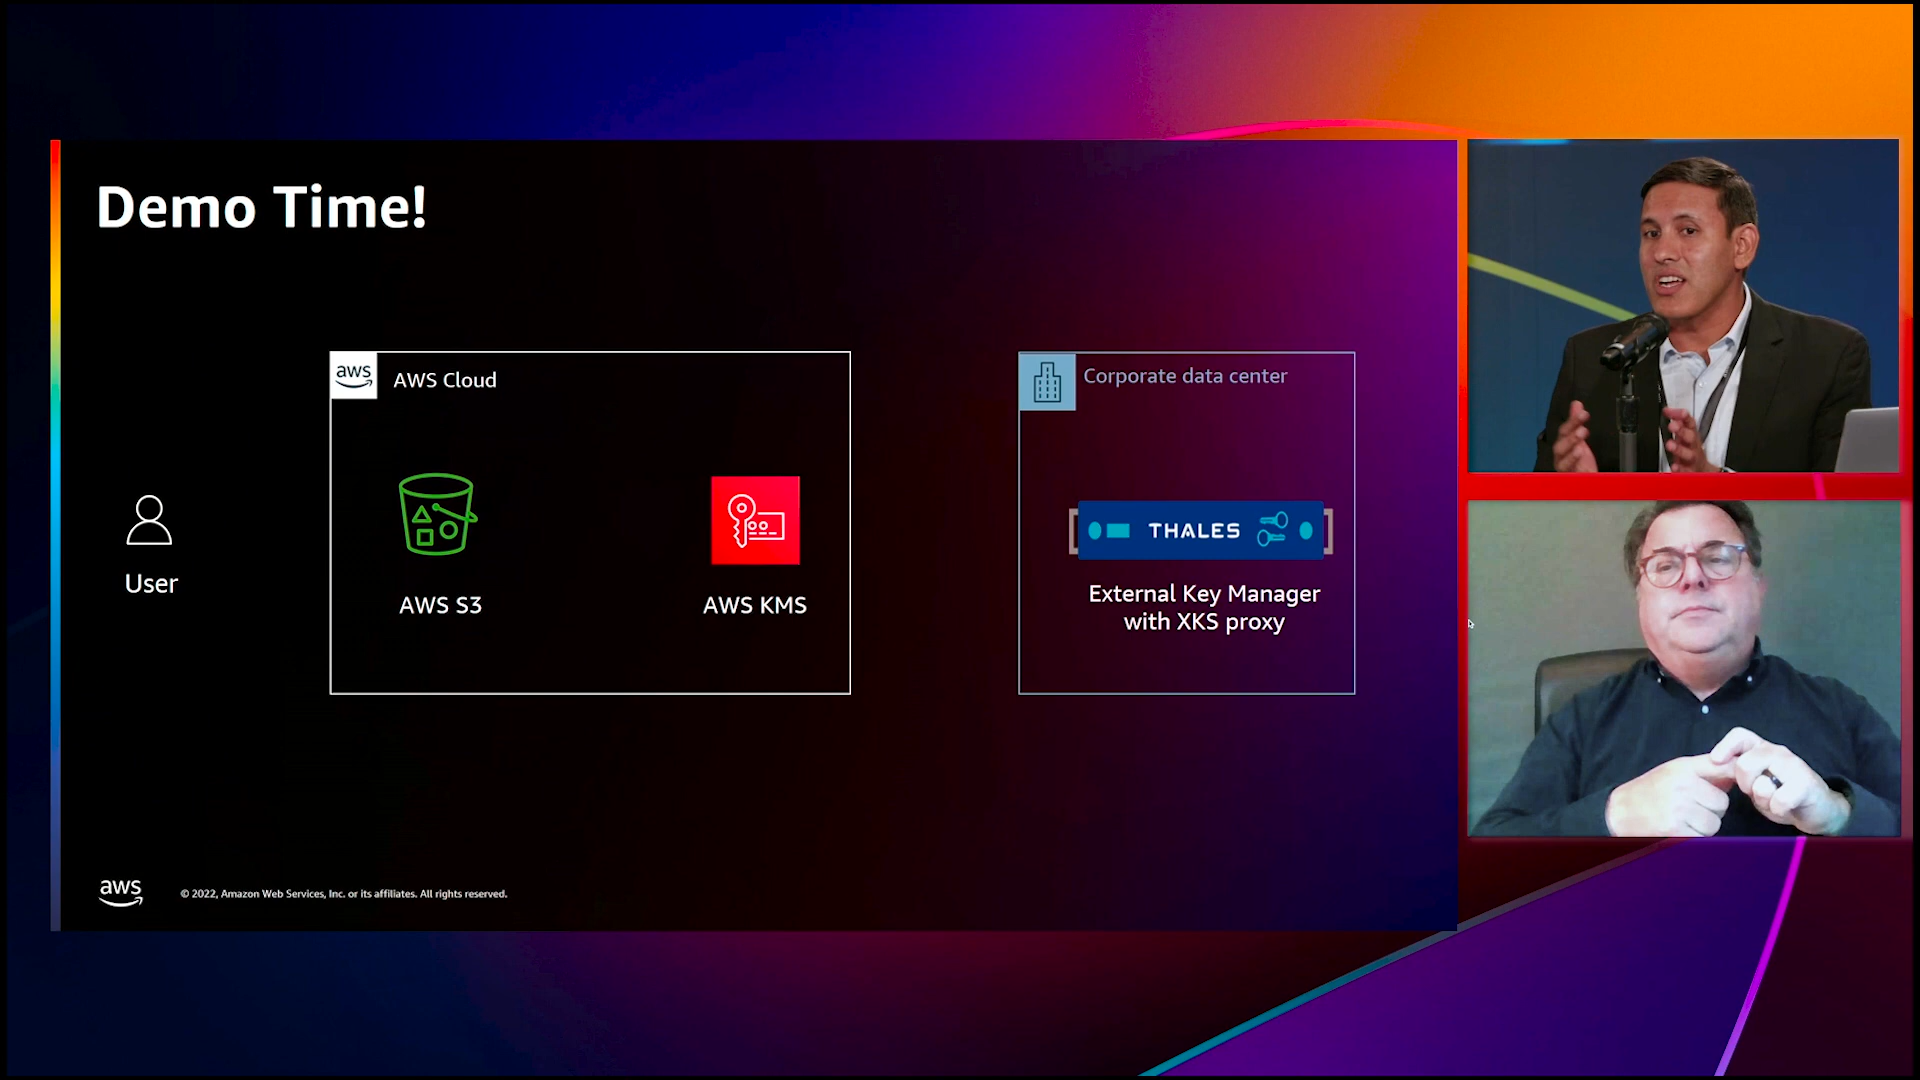 Demo Time!
aws
AWS Cloud
Corporate data center
THALES
User
AWS S3
AWS KMS
External Key Manager
with XKS proxy
aws
© 2022, Amazon Web Services, Inc. or its affiliates. All rights reserved.